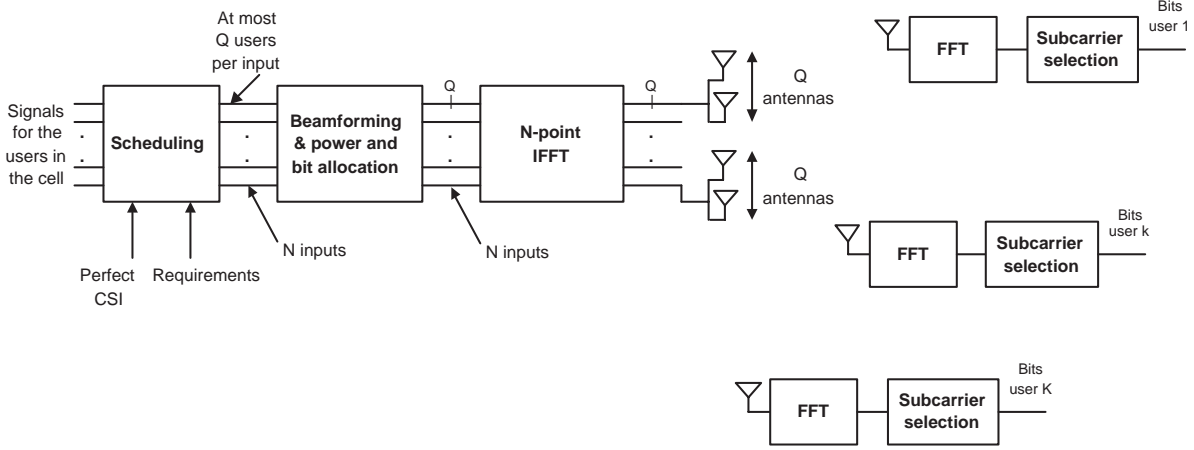 At most
Q users
per input
Signals
for the
users in
the cell
.
.
Scheduling
.
.
Beamforming
& power and
bit allocation
Q
.
.
N-point
IFFT
Q
.
.
Q
antennas
Q
antennas
N inputs
N inputs
Perfect
CSI
Requirements
FFT
Subcarrier
selection
Bits
user 1
FFT
Subcarrier
selection
Bits
user k
FFT
Subcarrier
selection
Bits
user K